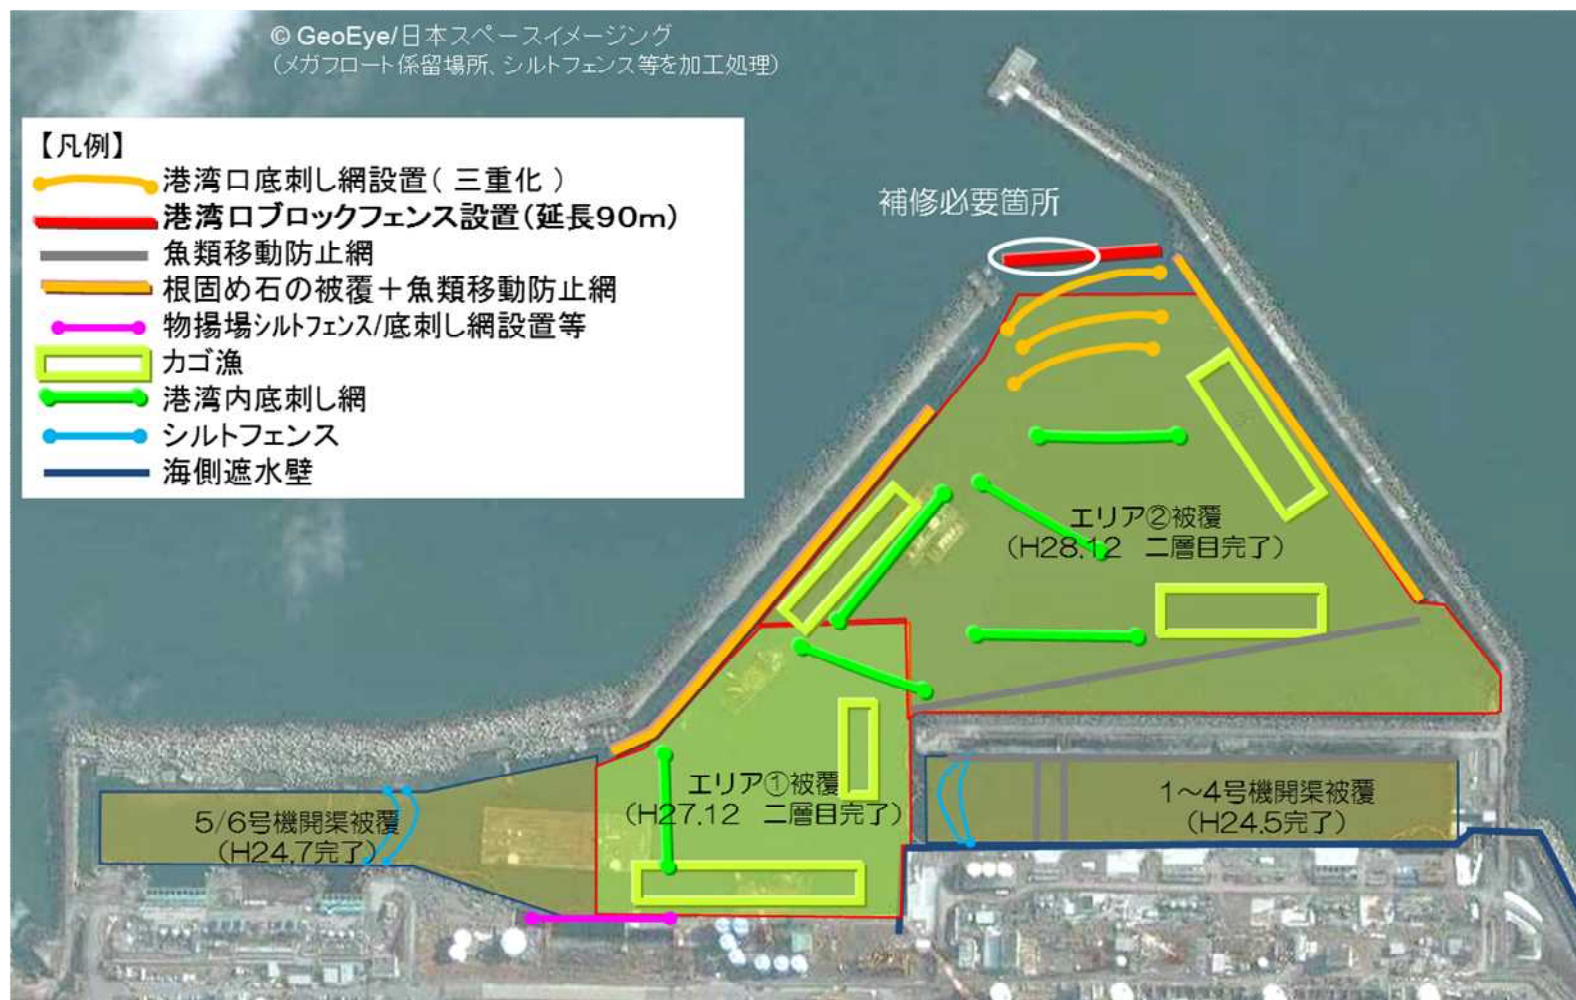 © GeoEye/日本スペースイメージング
(メガフロート係留場所、シルトフェンス等を加工処理)
【凡例】
港湾口底刺し網設置( 三重化 )
港湾口ブロックフェンス設置(延長90m)
魚類移動防止網
根固め石の被覆+魚類移動防止網
物揚場シルトフェンス/底刺し網設置等
カゴ漁
港湾内底刺し網
シルトフェンス
海側遮水壁
補修必要箇所
エリア②被覆
(H28.12 二層目完了)
エリア①被覆
(H27.12 二層目完了)
5/6号機開渠被覆
(H24.7完了)
1~4号機開渠被覆
(H24.5完了)